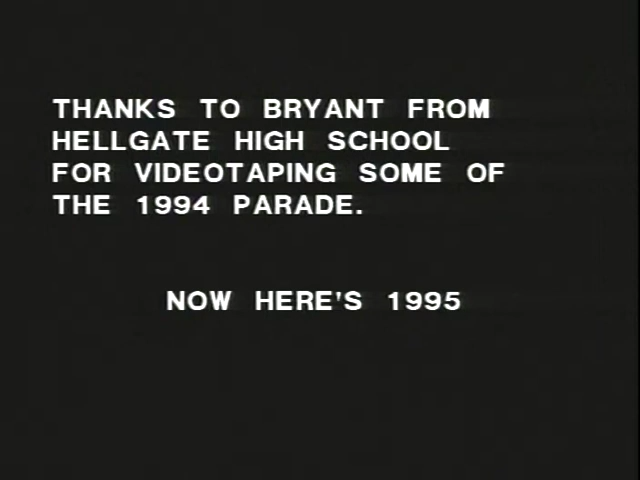 THANKS TO BRYANT FROM
HELLGATE HIGH SCHOOL
FOR VIDEOTAPING SOME OF
THE 1994 PARADE.
NOW HERE'S 1995